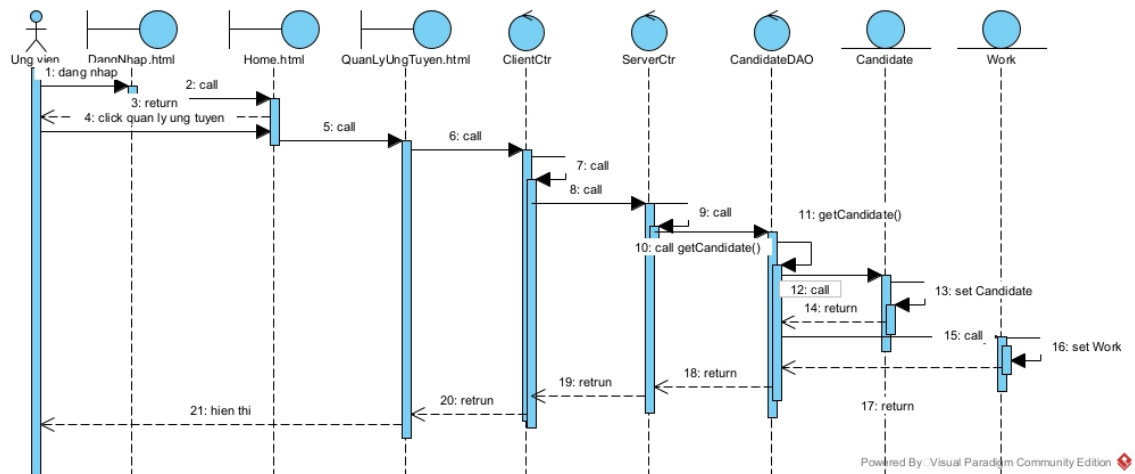 Ung vien
DangNhap.html
Home.html
QuanLyUngTuyen.html
ClientCtr
ServerCtr
CandidateDAO
Candidate
Work
1: dang nhap
2: call
3: return
4: click quan ly ung tuyen
5: call
6: call
7: call
8: call
9: call
10: call getCandidate()
11: getCandidate()
12: call
13: set Candidate
14: return
15: call
16: set Work
17: return
18: return
19: retrun
20: retrun
21: hien thi
Powered By Visual Paradigm Community Edition